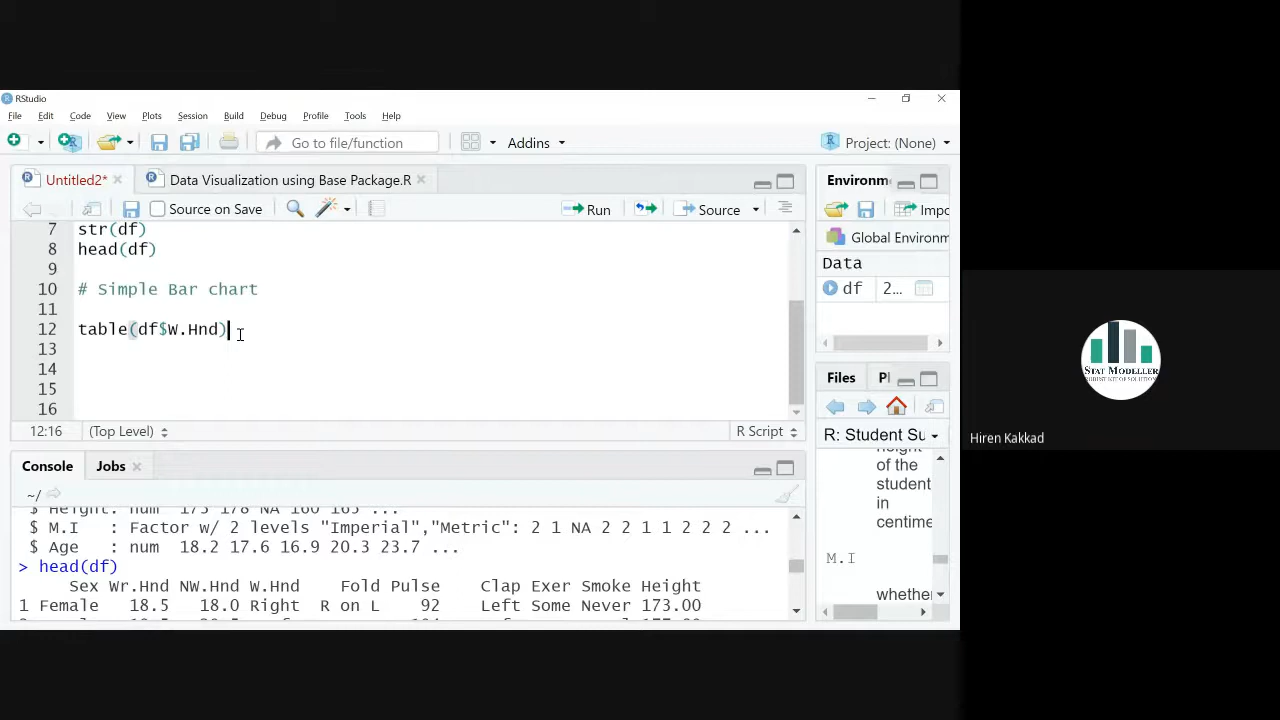 RStudio
File Edit Code View Plots Session Build Debug Profile Tools Help
Go to file/function Addins Project: (None)
Untitled2* Data Visualization using Base Package.R
Source on Save Run Source
7 str(df)
8 head(df)
9
10 # Simple Bar chart
11
12 table(df$W.Hnd)
13
14
15
16
12:16 (Top Level) R Script
Console Jobs
~/
$ M.I : Factor w/ 2 levels "Imperial","Metric": 2 1 NA 2 2 1 1 2 2 2 ...
$ Age : num 18.2 17.6 16.9 20.3 23.7 ...
> head(df)
Sex Wr.Hnd NW.Hnd W.Hnd Fold Pulse Clap Exer Smoke Height
1 Female 18.5 18.0 Right R on L 92 Left Some Never 173.00
Environm
Impo
Global Environm
Data
df 2...
Files Pl
R: Student Su
height
of the
student
in
centime
M.I
whethe
STAT MODELLER
Hiren Kakkad